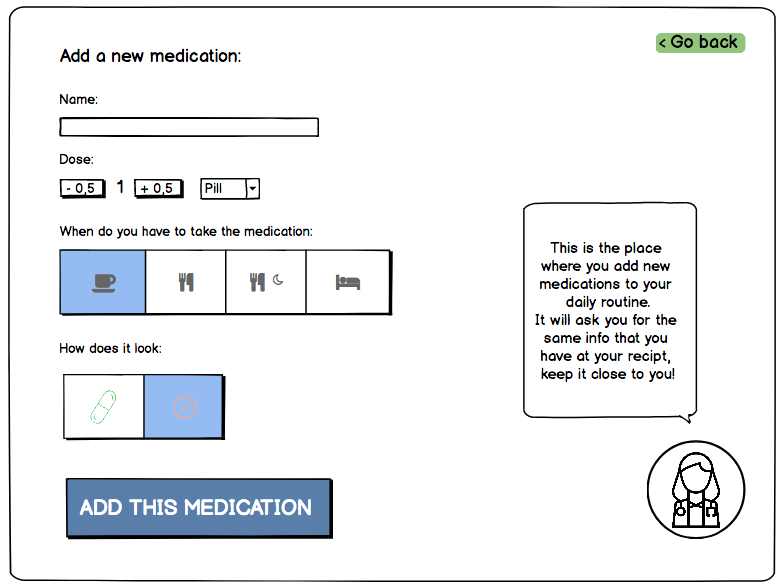 < Go back
Add a new medication:
Name:
Dose:
- 0,5 1 + 0,5 Pill
When do you have to take the medication:
How does it look:
ADD THIS MEDICATION
This is the place
where you add new
medications to your
daily routine.
It will ask you for the
same info that you
have at your recipt,
keep it close to you!